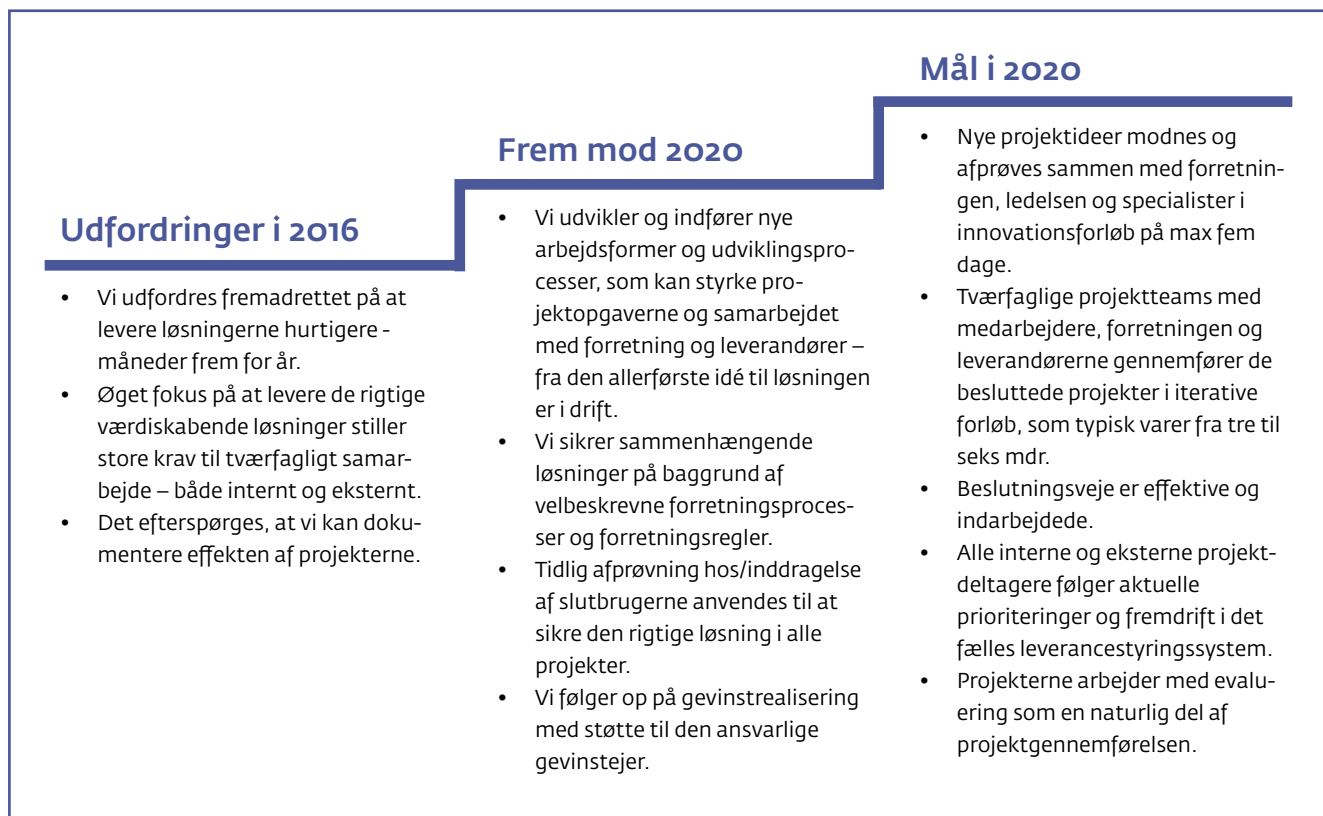 Udfordringer i 2016
• Vi udfordres fremadrettet på at
levere løsningerne hurtigere -
måneder frem for år.
• Øget fokus på at levere de rigtige
værdiskabende løsninger stiller
store krav til tværfagligt samar-
bejde – både internt og eksternt.
• Det efterspørges, at vi kan doku-
mentere effekten af projekterne.
Frem mod 2020
• Vi udvikler og indfører nye
arbejdsformer og udviklingspro-
cesser, som kan styrke pro-
jektopgaverne og samarbejdet
med forretning og leverandører –
fra den allerførste idé til løsningen
er i drift.
• Vi sikrer sammenhængende
løsninger på baggrund af
velbeskrevne forretningsproces-
ser og forretningsregler.
• Tidlig afprøvning hos/inddragelse
af slutbrugerne anvendes til at
sikre den rigtige løsning i alle
projekter.
• Vi følger op på gevinstrealisering
med støtte til den ansvarlige
gevinstejer.
Mål i 2020
• Nye projektideer modnes og
afprøves sammen med forretnin-
gen, ledelsen og specialister i
innovationsforløb på max fem
dage.
• Tværfaglige projektteams med
medarbejdere, forretningen og
leverandørerne gennemfører de
besluttede projekter i iterative
forløb, som typisk varer fra tre til
seks mdr.
• Beslutningsveje er effektive og
indarbejdede.
• Alle interne og eksterne projekt-
deltagere følger aktuelle
prioriteringer og fremdrift i det
fælles leverancestyringssystem.
• Projekterne arbejder med evalu-
ering som en naturlig del af
projektgennemførelsen.